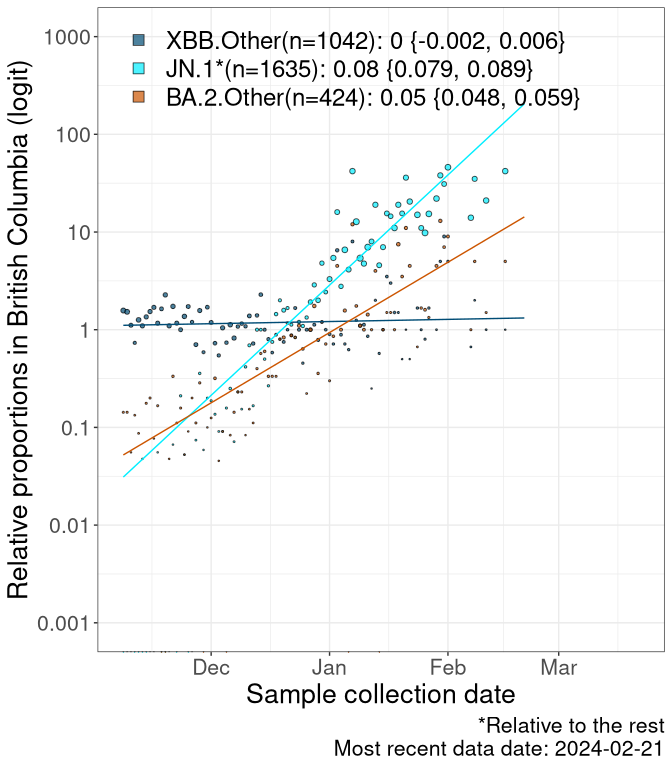 XBB.Other(n=1042): 0 {-0.002, 0.006}
JN.1*(n=1635): 0.08 {0.079, 0.089}
BA.2.Other(n=424): 0.05 {0.048, 0.059}
Relative proportions in British Columbia (logit)
1000
100
10
1
0.1
0.01
0.001
Dec Jan Feb Mar
Sample collection date
*Relative to the rest
Most recent data date: 2024-02-21